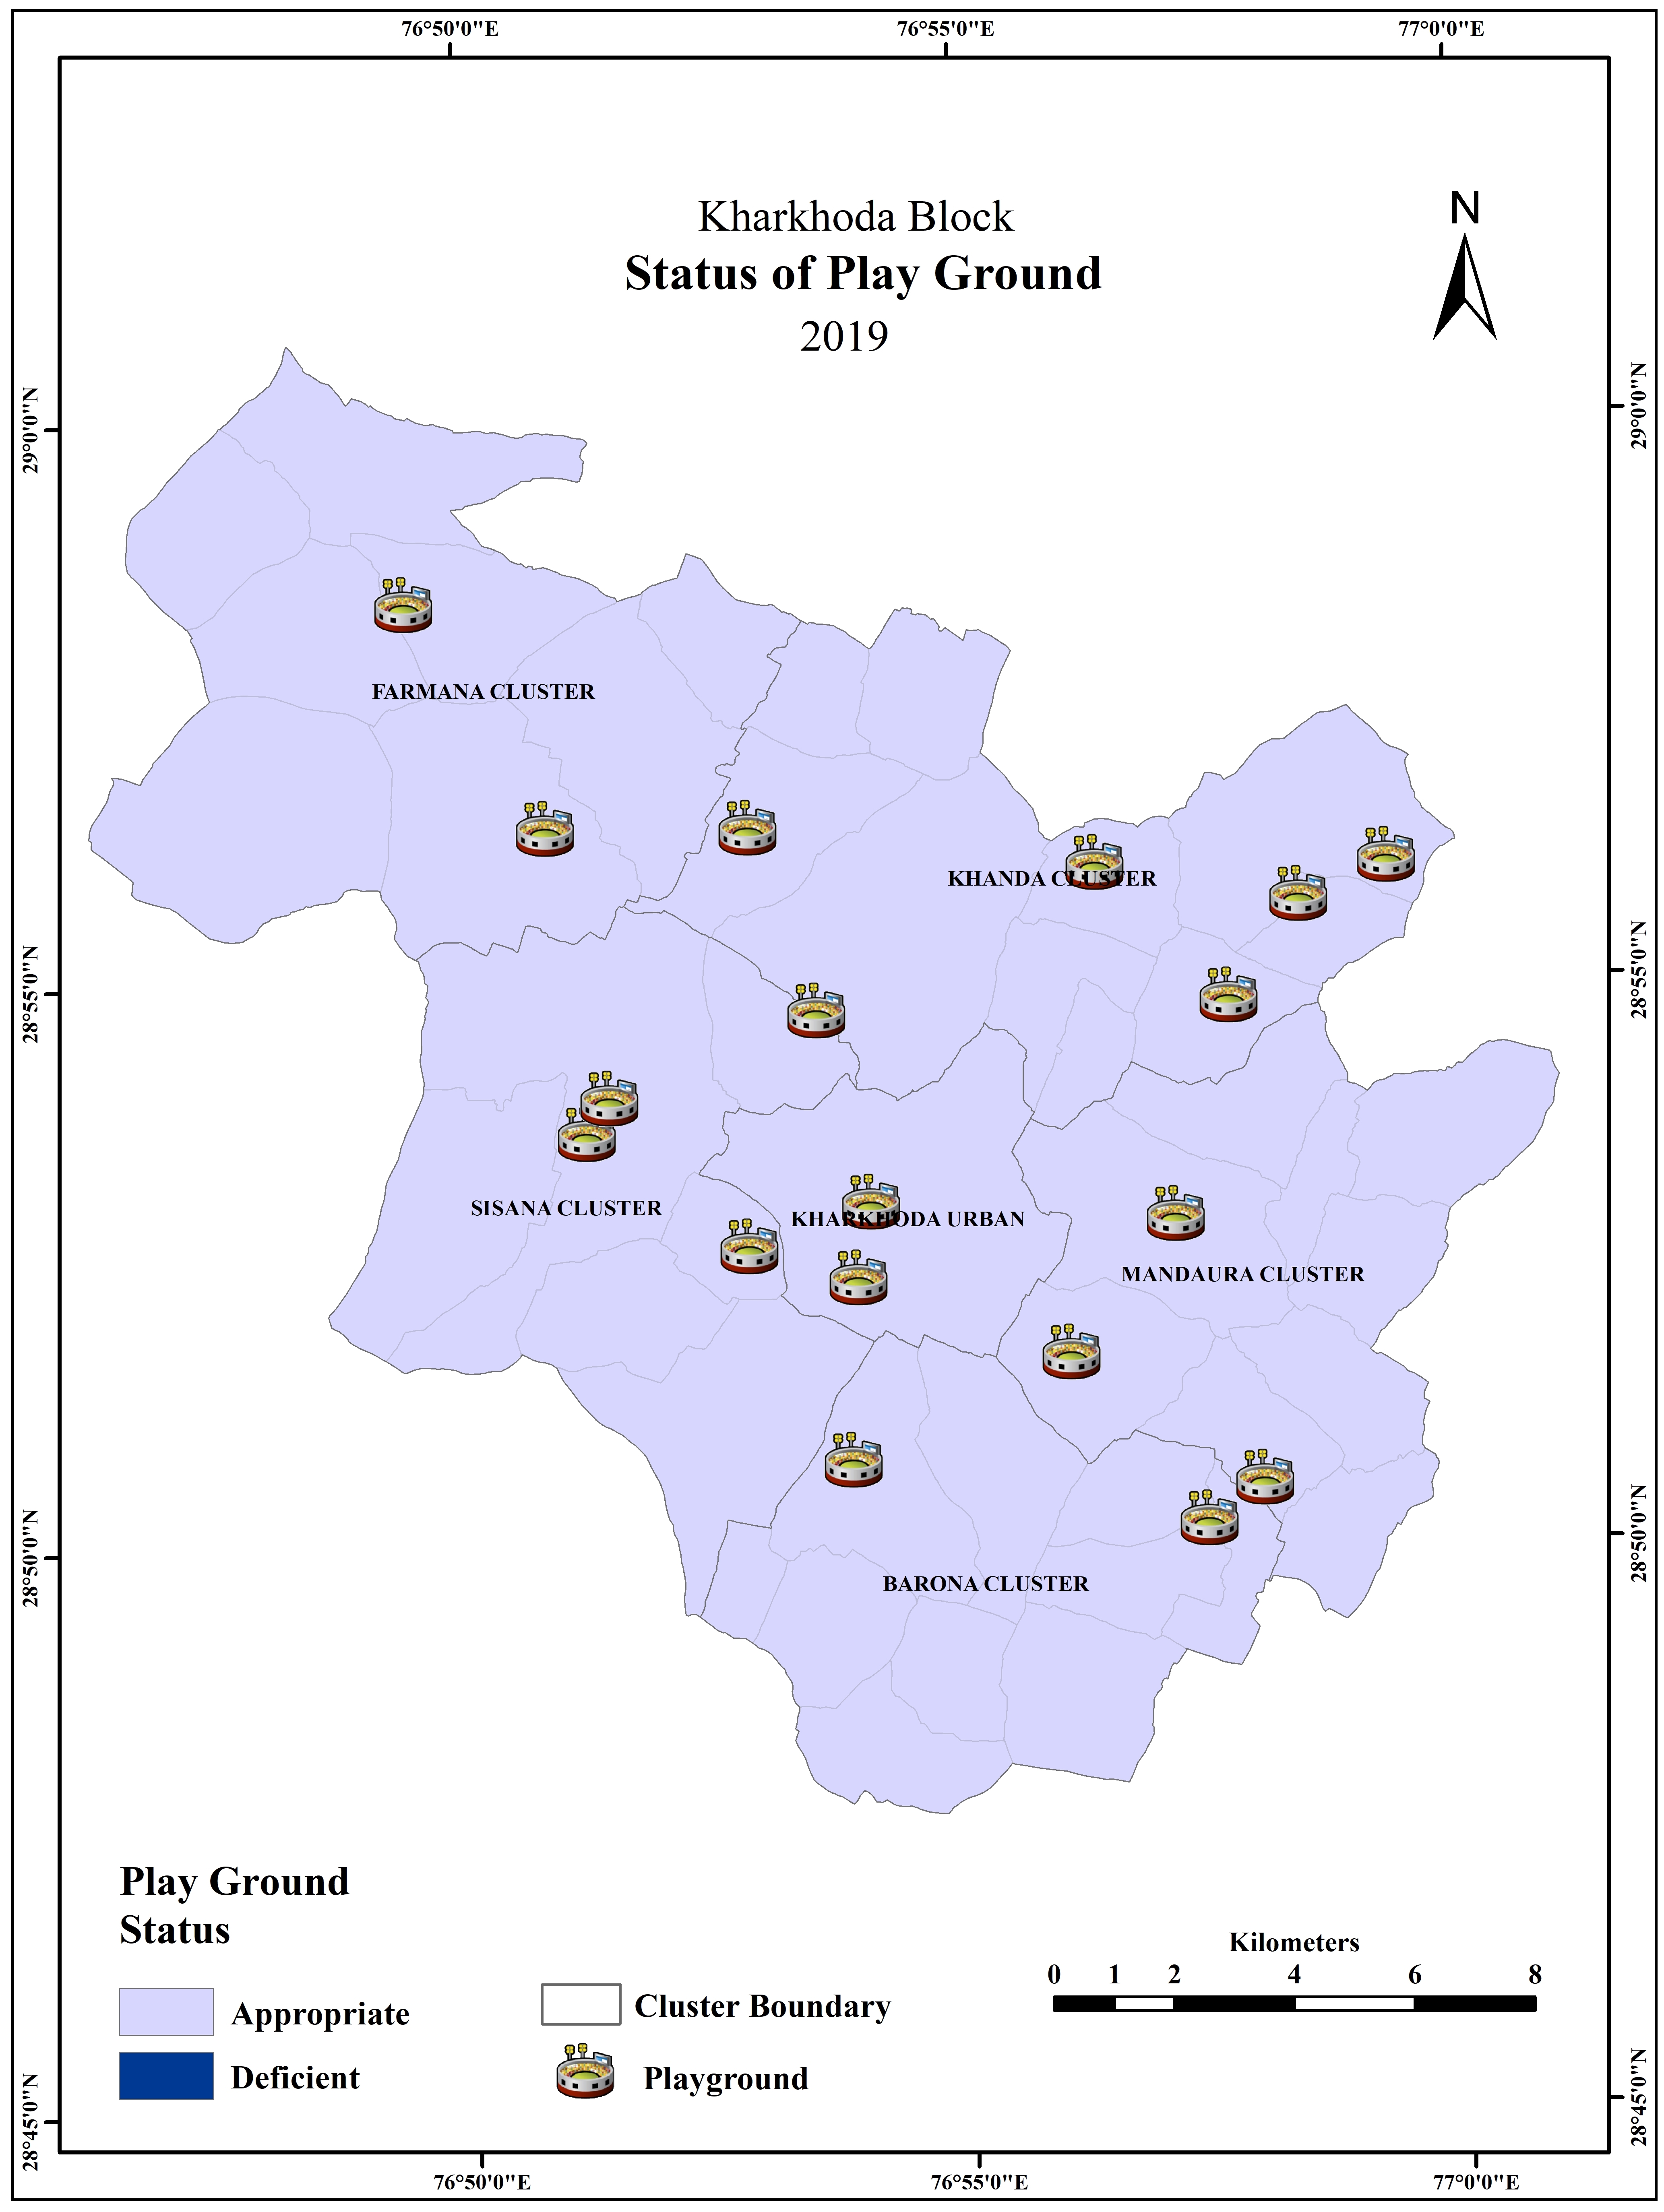 76°50'0"E
76°55'0"E
77°0'0"E
Kharkhoda Block
Status of Play Ground
2019
N
29°0'0"N
29°0'0"N
FARMANA CLUSTER
KHANDA CLUSTER
28°55'0"N
28°55'0"N
SISANA CLUSTER
KHARKHODA URBAN
MANDAURA CLUSTER
28°50'0"N
28°50'0"N
BARONA CLUSTER
Play Ground
Status
Appropriate
Deficient
Cluster Boundary
Playground
Kilometers
0 1 2 4 6 8
28°45'0"N
28°45'0"N
76°50'0"E
76°55'0"E
77°0'0"E